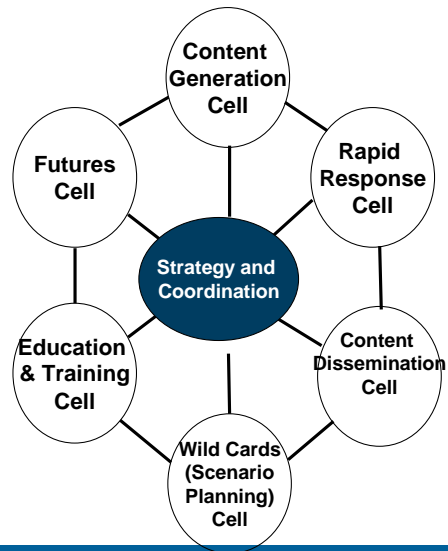 Content
Generation
Cell
Futures
Cell
Rapid
Response
Cell
Strategy and
Coordination
Education
& Training
Cell
Content
Dissemination
Cell
Wild Cards
(Scenario
Planning)
Cell